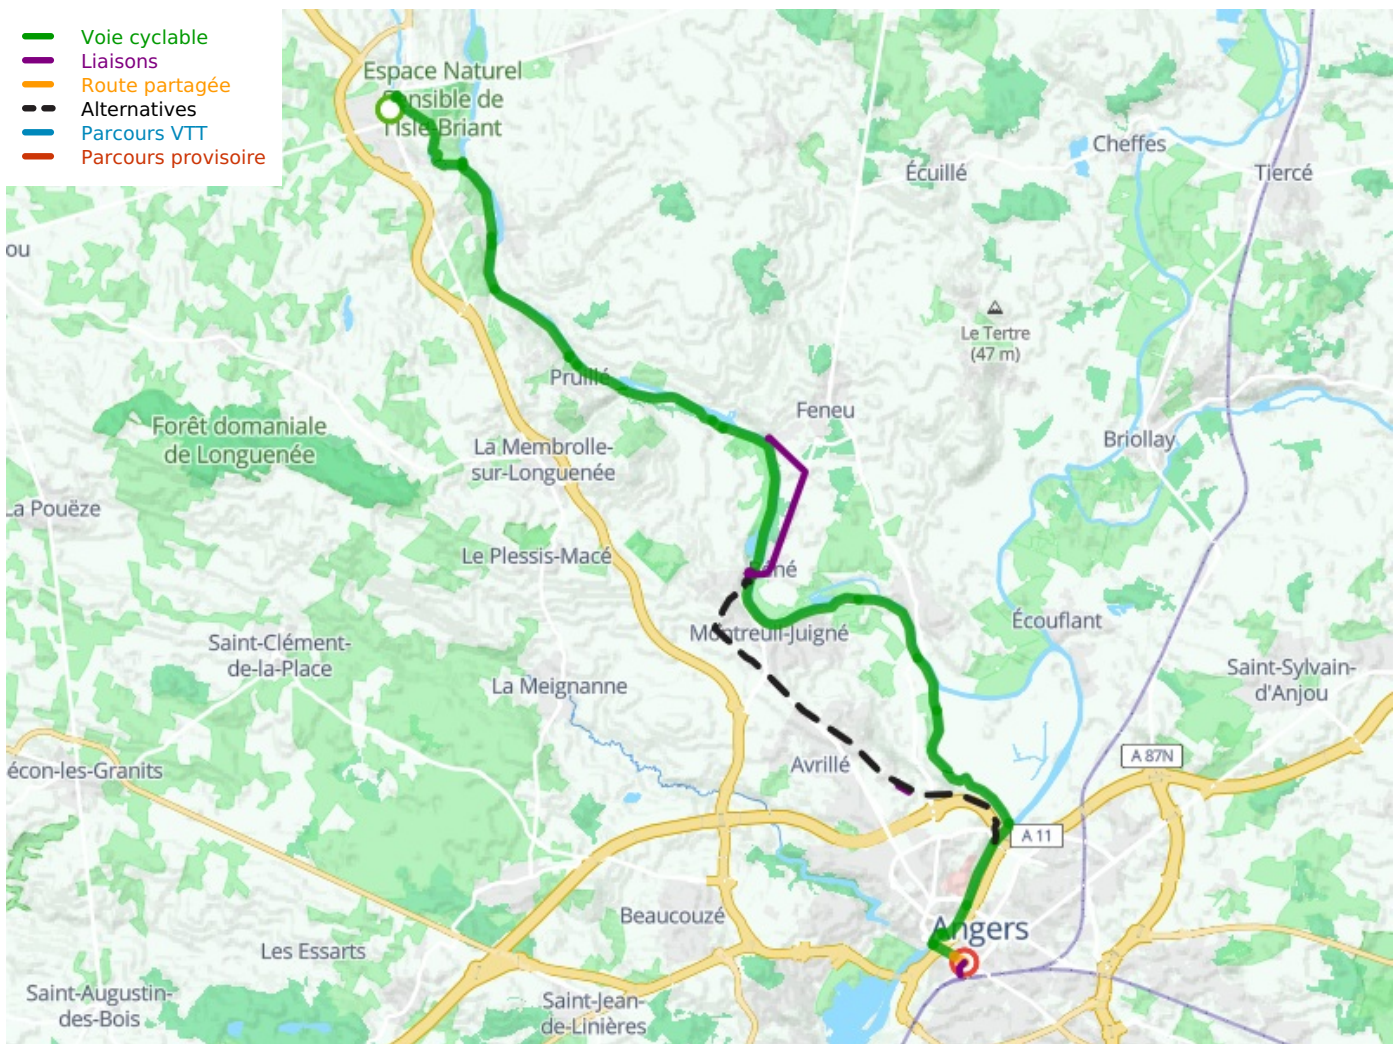 Voie cyclable
Liaisons
Route partagée
Alternatives
Parcours VTT
Parcours provisoire
Espace Naturel
Sensible de
l'Isle-Briant
Cheffes
Écuillé
Tiercé
ou
Le Tertre
(47 m)
Pruillé
Feneu
Forêt domaniale
de Longuenée
La Membrolle-
sur-Longuenée
Briollay
La Pouëze
Le Plessis-Macé
Montreuil-Juigné
Écouflant
Saint-Clément-
de-la-Place
Saint-Sylvain-
d'Anjou
La Meignanne
Avrillé
A 87N
écon-les-Granits
A 11
Beaucouzé
Angers
Les Essarts
Saint-Augustin-
des-Bois
Saint-Jean-
de-Linières